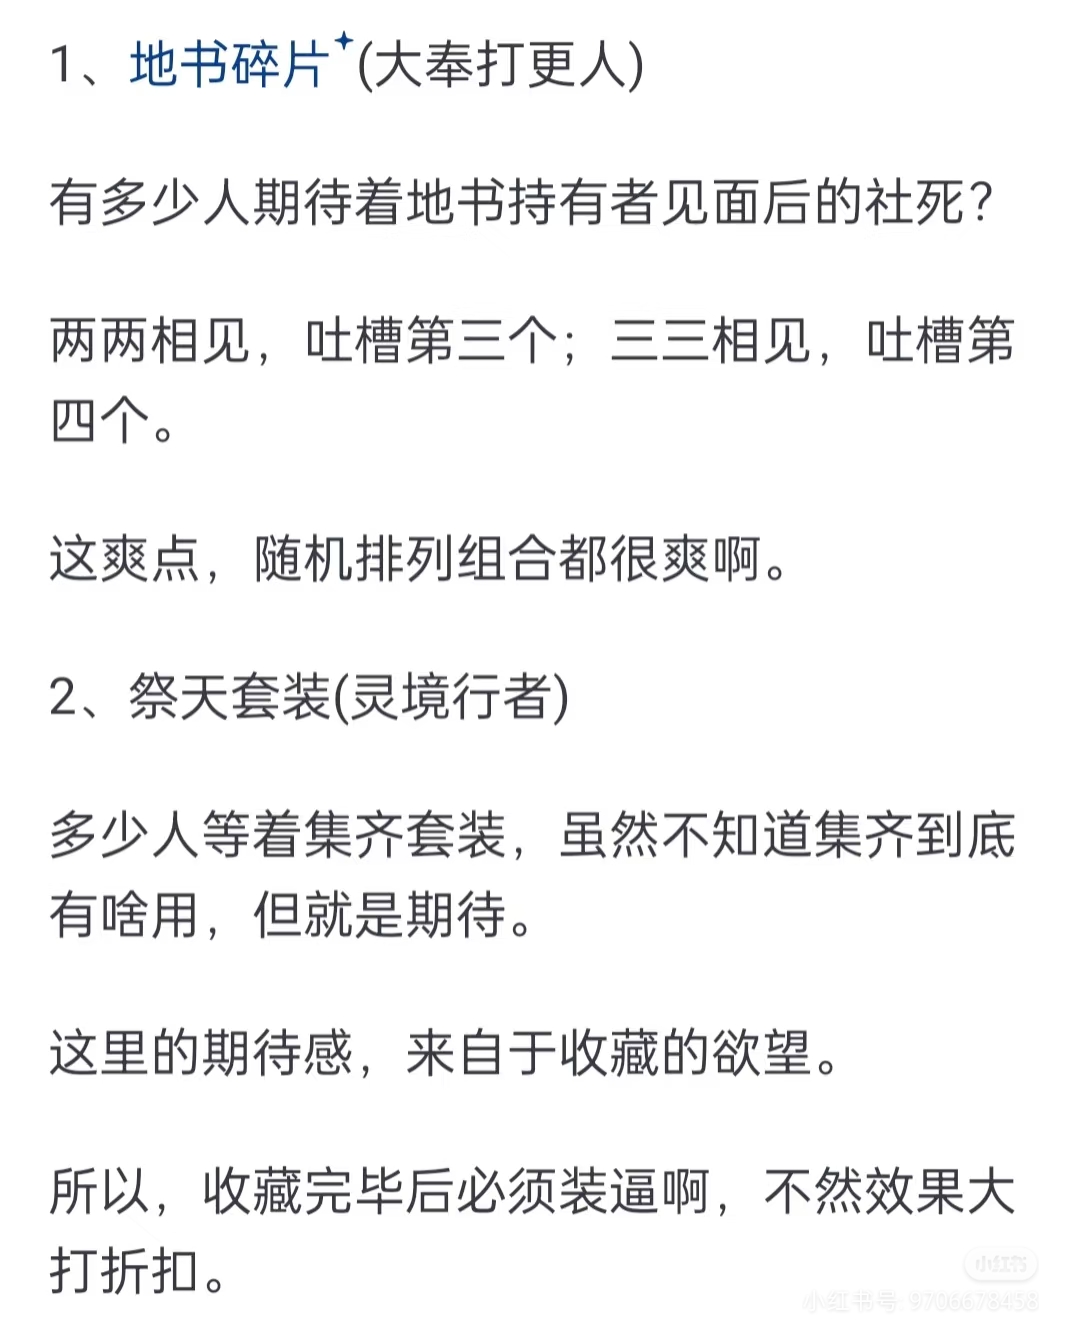 1、地书碎片(大奉打更人)
有多少人期待着地书持有者见面后的社死？
两两相见，吐槽第三个；三三相见，吐槽第
四个。
这爽点，随机排列组合都很爽啊。
2、祭天套装(灵境行者)
多少人等着集齐套装，虽然不知道集齐到底
有啥用，但就是期待。
这里的期待感，来自于收藏的欲望。
所以，收藏完毕后必须装逼啊，不然效果大
打折扣。
小红书
小红书号: 9706678458